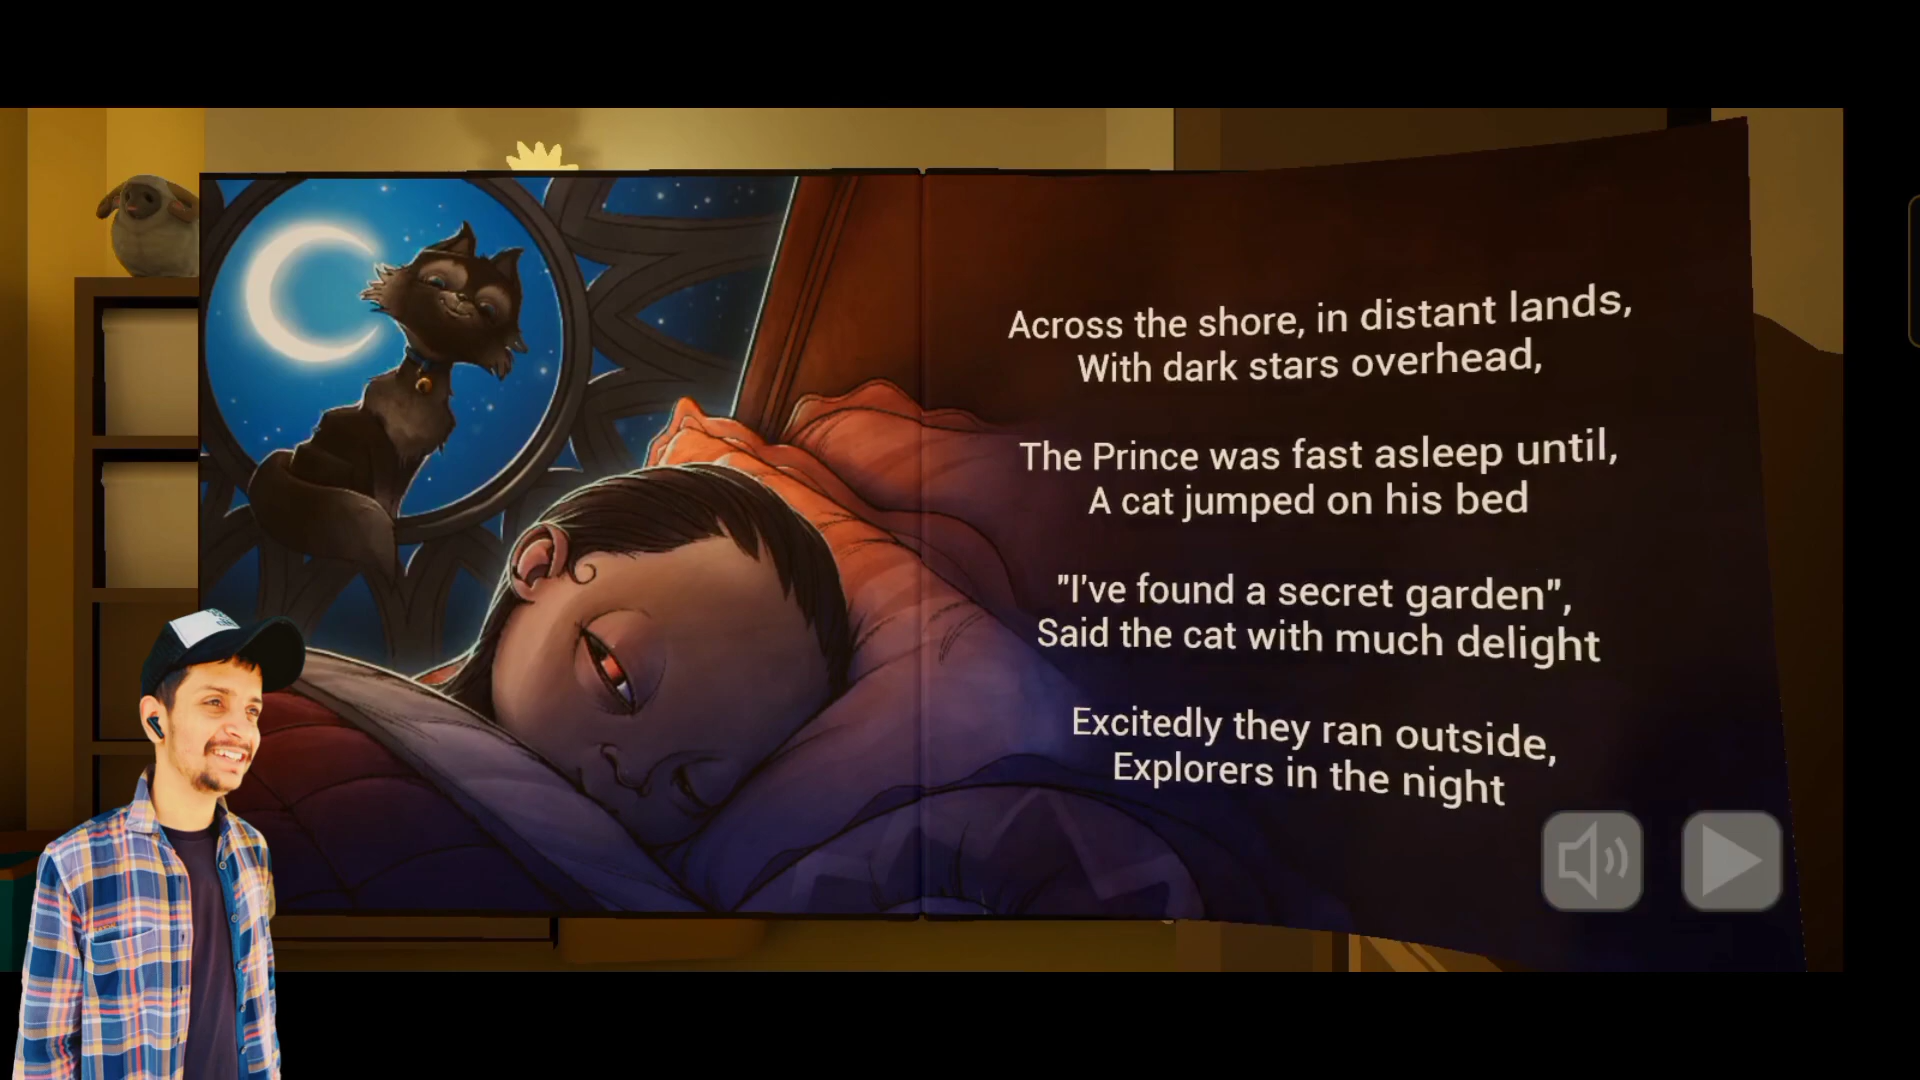 Across the shore, in distant lands,
With dark stars overhead,
The Prince was fast asleep until,
A cat jumped on his bed
"I've found a secret garden",
Said the cat with much delight
Excitedly they ran outside,
Explorers in the night